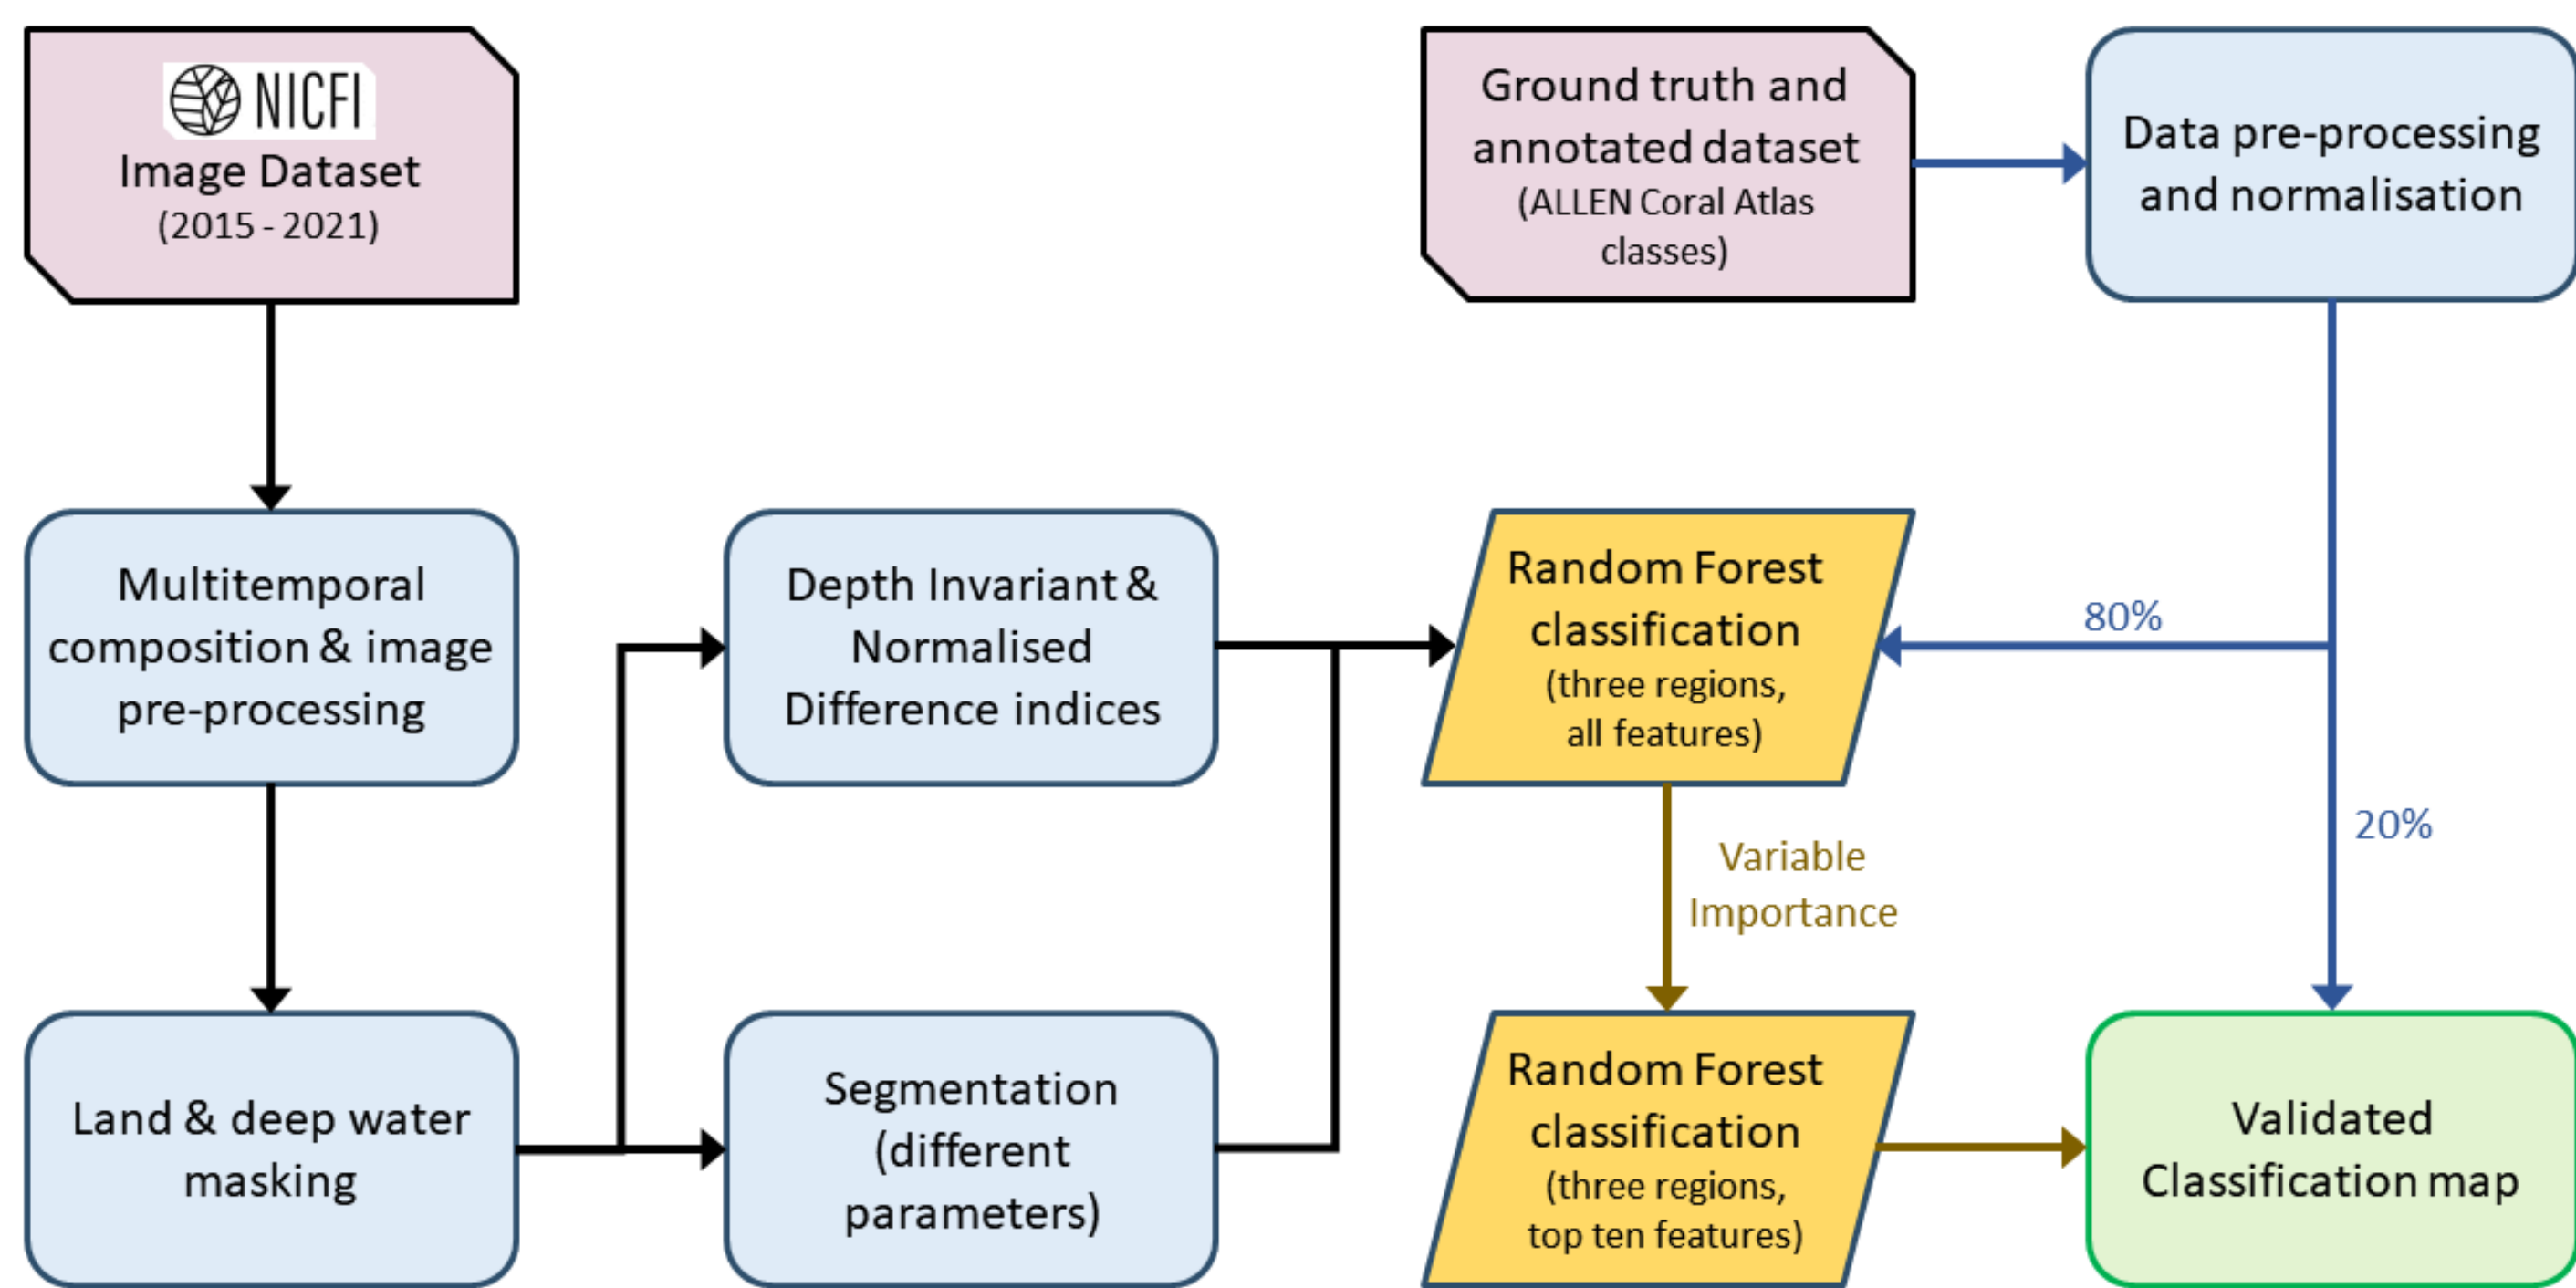 NICFI
Image Dataset
(2015 - 2021)
Ground truth and
annotated dataset
(ALLEN Coral Atlas
classes)
Data pre-processing
and normalisation
Multitemporal
composition & image
pre-processing
Depth Invariant &
Normalised
Difference indices
Random Forest
classification
(three regions,
all features)
80%
20%
Variable
Importance
Land & deep water
masking
Segmentation
(different
parameters)
Random Forest
classification
(three regions,
top ten features)
Validated
Classification map